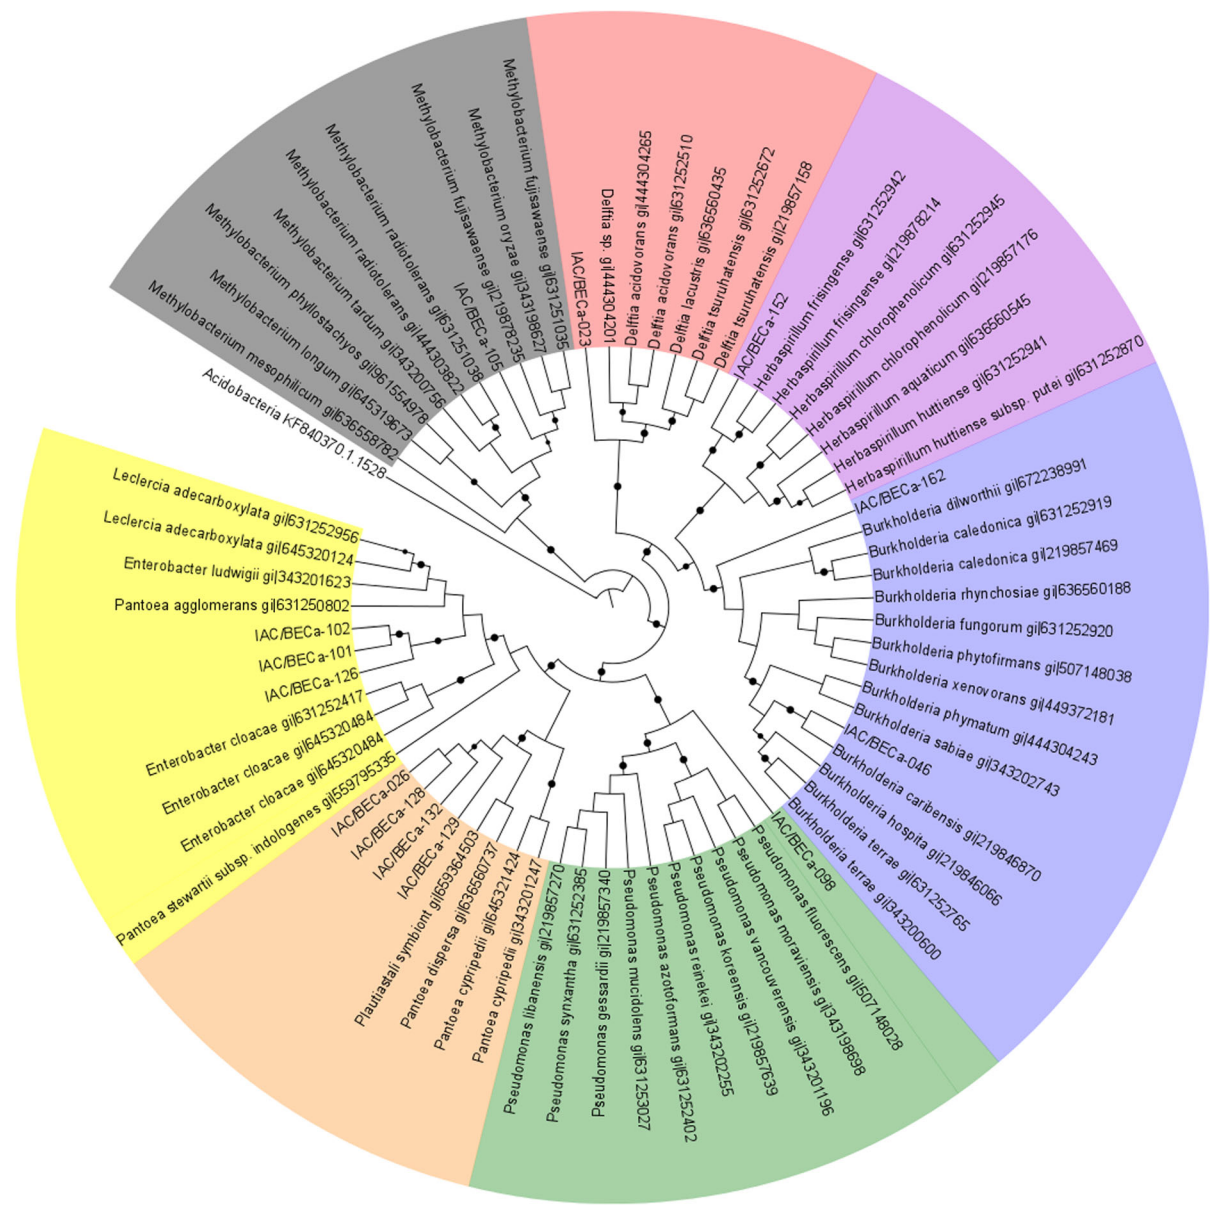 Acidobacteria KF840370.1.1528
Methylobacterium mesophilicum gi|636558782
Methylobacterium longum gi|645319673
Methylobacterium phyllostachyos gi|961554978
Methylobacterium tardum gi|343200756
Methylobacterium radiotolerans gi|444303822
Methylobacterium radiotolerans gi|631251038
IAC/BECa-105
Methylobacterium fujisawaense gi|219878235
Methylobacterium oryzae gi|343198627
Methylobacterium fujisawaense gi|631251035
IAC/BECa-023
Delftia sp. gi|444304201
Delftia acidovorans gi|444304265
Delftia acidovorans gi|631252510
Delftia lacustris gi|636560435
Delftia tsuruhatensis gi|631252672
Delftia tsuruhatensis gi|219857158
IAC/BECa-152
Herbaspirillum frisingense gi|631252942
Herbaspirillum frisingense gi|219878214
Herbaspirillum chlorophenolicum gi|631252945
Herbaspirillum chlorophenolicum gi|219857176
Herbaspirillum aquaticum gi|636560545
Herbaspirillum huttiense gi|631252941
Herbaspirillum huttiense subsp. putei gi|631252870
IAC/BECa-162
Burkholderia dilworthii gi|672238991
Burkholderia caledonica gi|631252919
Burkholderia caledonica gi|219857469
Burkholderia rhynchosiae gi|636560188
Burkholderia fungorum gi|631252920
Burkholderia phytofirmans gi|507148038
Burkholderia xenovorans gi|449372181
Burkholderia phymatum gi|444304243
Burkholderia sabiae gi|343202743
IAC/BECa-046
Burkholderia caribensis gi|219846870
Burkholderia hospita gi|219846066
Burkholderia terrae gi|631252765
Burkholderia terrae gi|343200600
IAC/BECa-098
Pseudomonas fluorescens gi|507148028
Pseudomonas moraviensis gi|343198698
Pseudomonas vancouverensis gi|343201196
Pseudomonas koreensis gi|219857639
Pseudomonas reinekei gi|343202255
Pseudomonas azotoformans gi|631252402
Pseudomonas mucidolens gi|631253027
Pseudomonas gessardii gi|219857340
Pseudomonas synxantha gi|631252385
Pseudomonas libanensis gi|219857270
Pantoea cypripedii gi|343201247
Pantoea cypripedii gi|645321424
Pantoea dispersa gi|636560737
Plautiastali symbiont gi|659364503
IAC/BECa-129
IAC/BECa-132
IAC/BECa-128
IAC/BECa-026
Pantoea stewartii subsp. indologenes gi|559795335
Enterobacter cloacae gi|645320484
Enterobacter cloacae gi|645320484
Enterobacter cloacae gi|631252417
IAC/BECa-126
IAC/BECa-101
IAC/BECa-102
Pantoea agglomerans gi|631250802
Enterobacter ludwigii gi|343201623
Leclercia adecarboxylata gi|645320124
Leclercia adecarboxylata gi|631252956